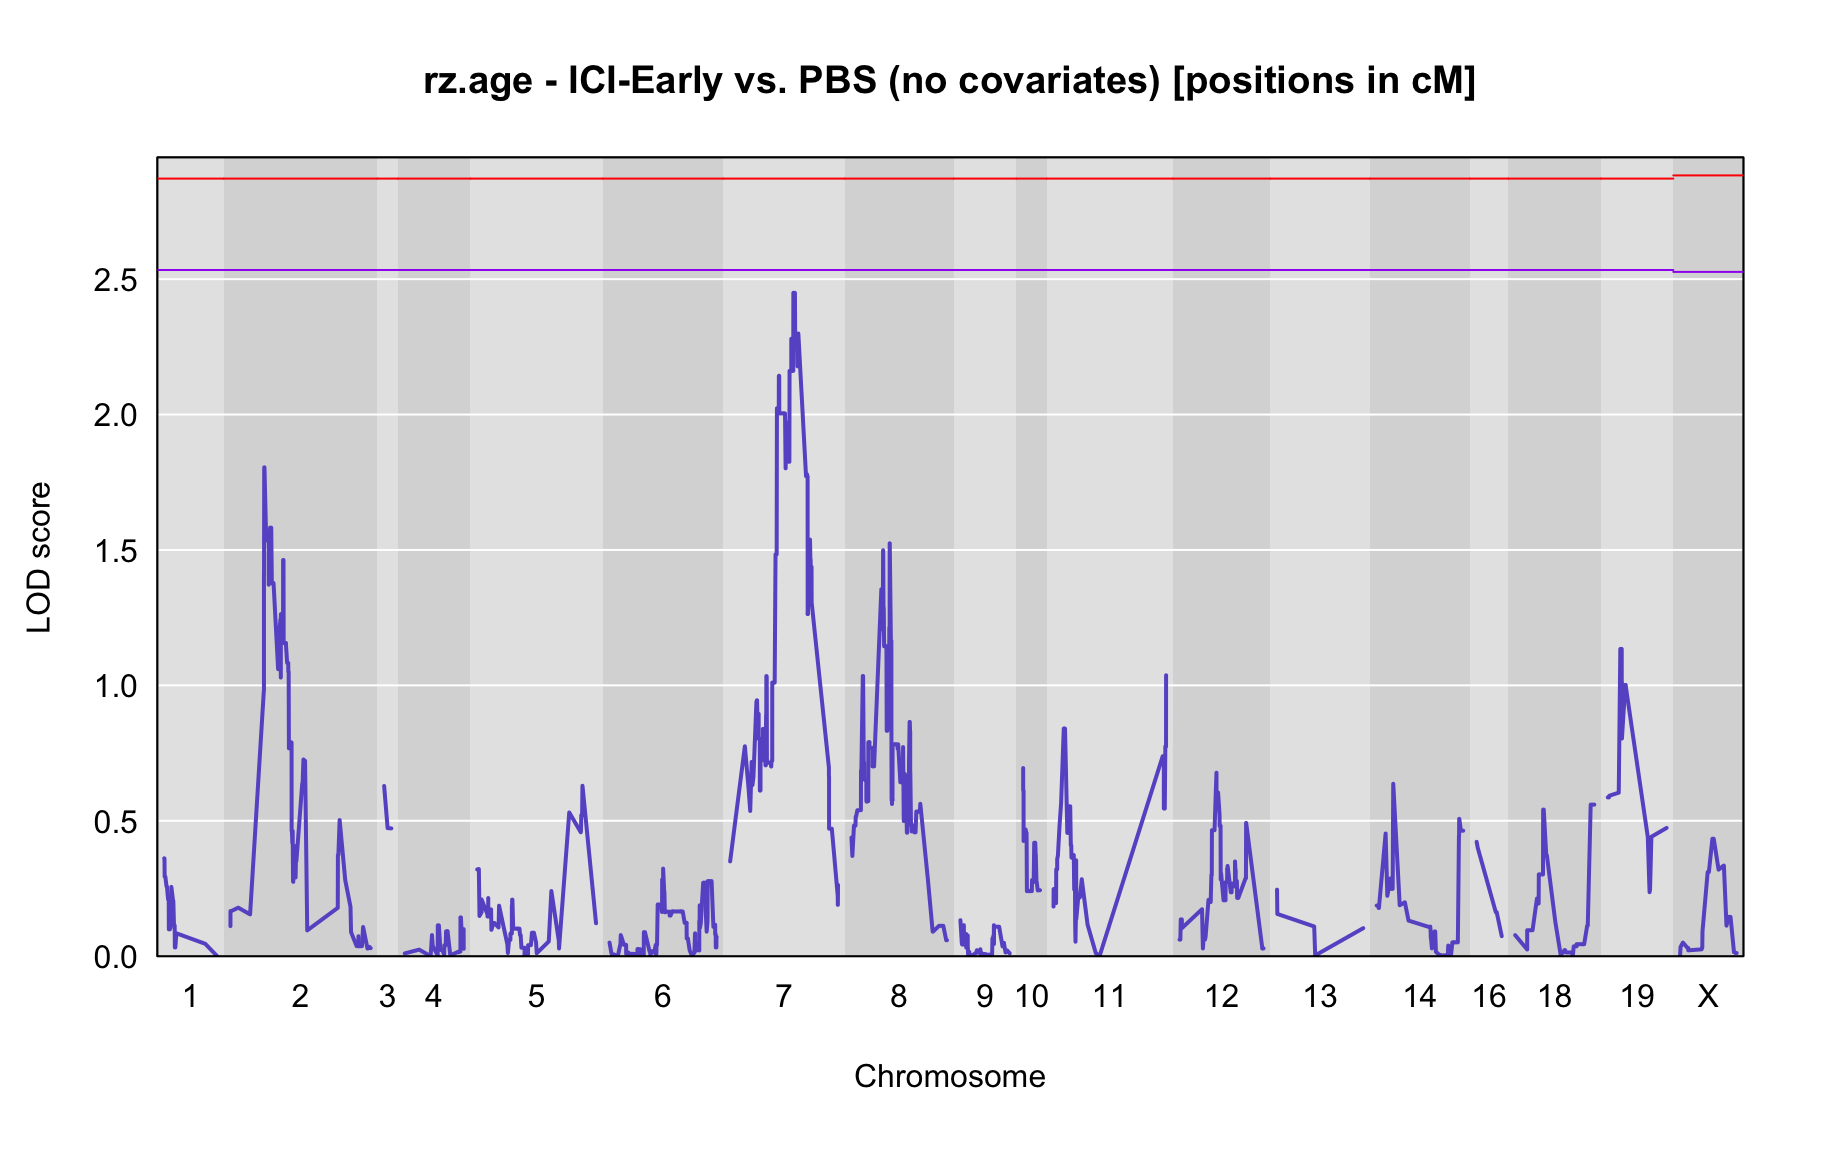 rz.age - ICI-Early vs. PBS (no covariates) [positions in cM]
LOD score
2.5
2.0
1.5
1.0
0.5
0.0
1 2 3 4 5 6 7 8 9 10 11 12 13 14 16 18 19 X
Chromosome